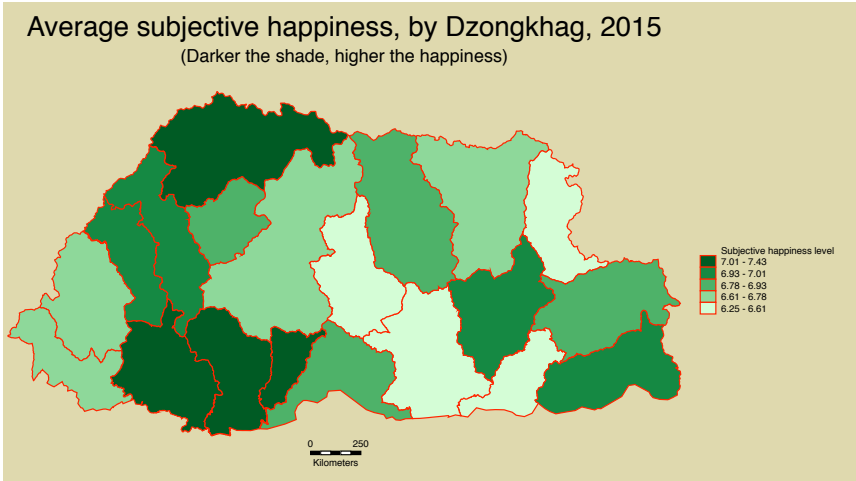 Average subjective happiness, by Dzongkhag, 2015
(Darker the shade, higher the happiness)
Subjective happiness level
7.01 - 7.43
6.93 - 7.01
6.78 - 6.93
6.61 - 6.78
6.25 - 6.61
0 250
Kilometers